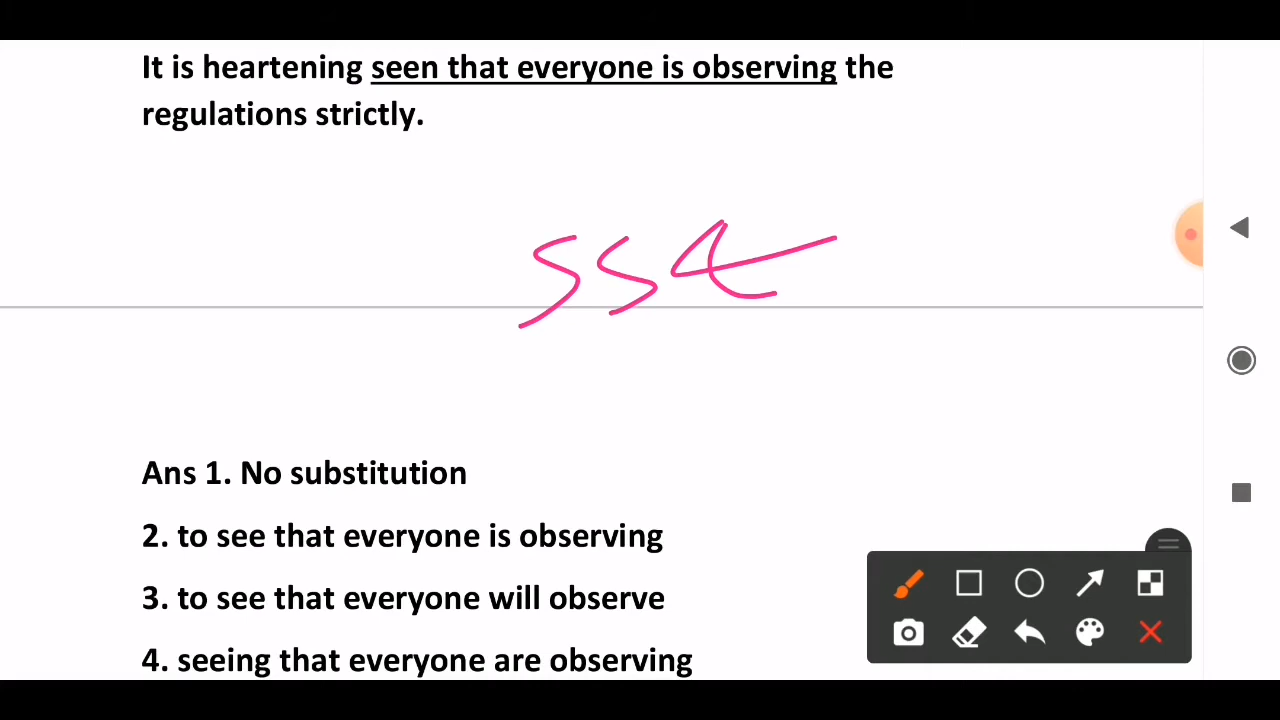 It is heartening seen that everyone is observing the
regulations strictly.
Ans 1. No substitution
2. to see that everyone is observing
3. to see that everyone will observe
4. seeing that everyone are observing